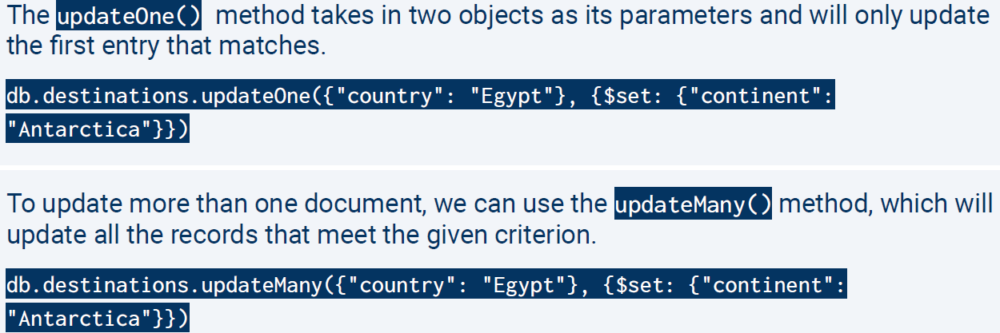 The updateOne() method takes in two objects as its parameters and will only update
the first entry that matches.
db.destinations.updateOne({"country": "Egypt"}, {$set: {"continent":
"Antarctica"}})
To update more than one document, we can use the updateMany() method, which will
update all the records that meet the given criterion.
db.destinations.updateMany({"country": "Egypt"}, {$set: {"continent":
"Antarctica"}})